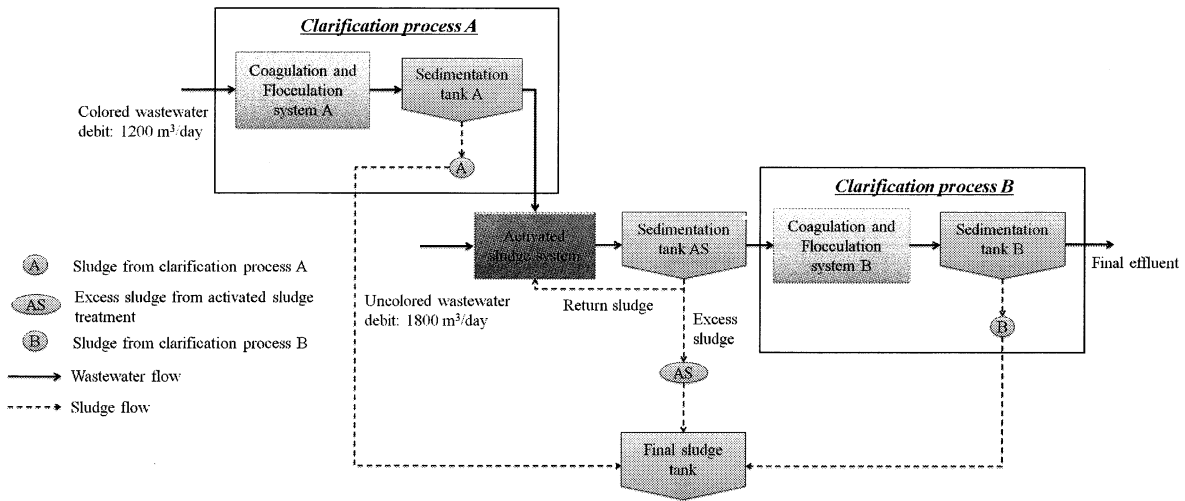 Clarification process A
Coagulation and
Flocculation
system A
Sedimentation
tank A
Colored wastewater
debit: 1200 m³/day
A
Clarification process B
Activated
sludge system
Sedimentation
tank AS
Coagulation and
Flocculation
system B
Sedimentation
tank B
Final effluent
Uncolored wastewater
debit: 1800 m³/day
Return sludge
Excess
sludge
B
AS
Final sludge
tank
A Sludge from clarification process A
AS Excess sludge from activated sludge
treatment
B Sludge from clarification process B
Wastewater flow
Sludge flow